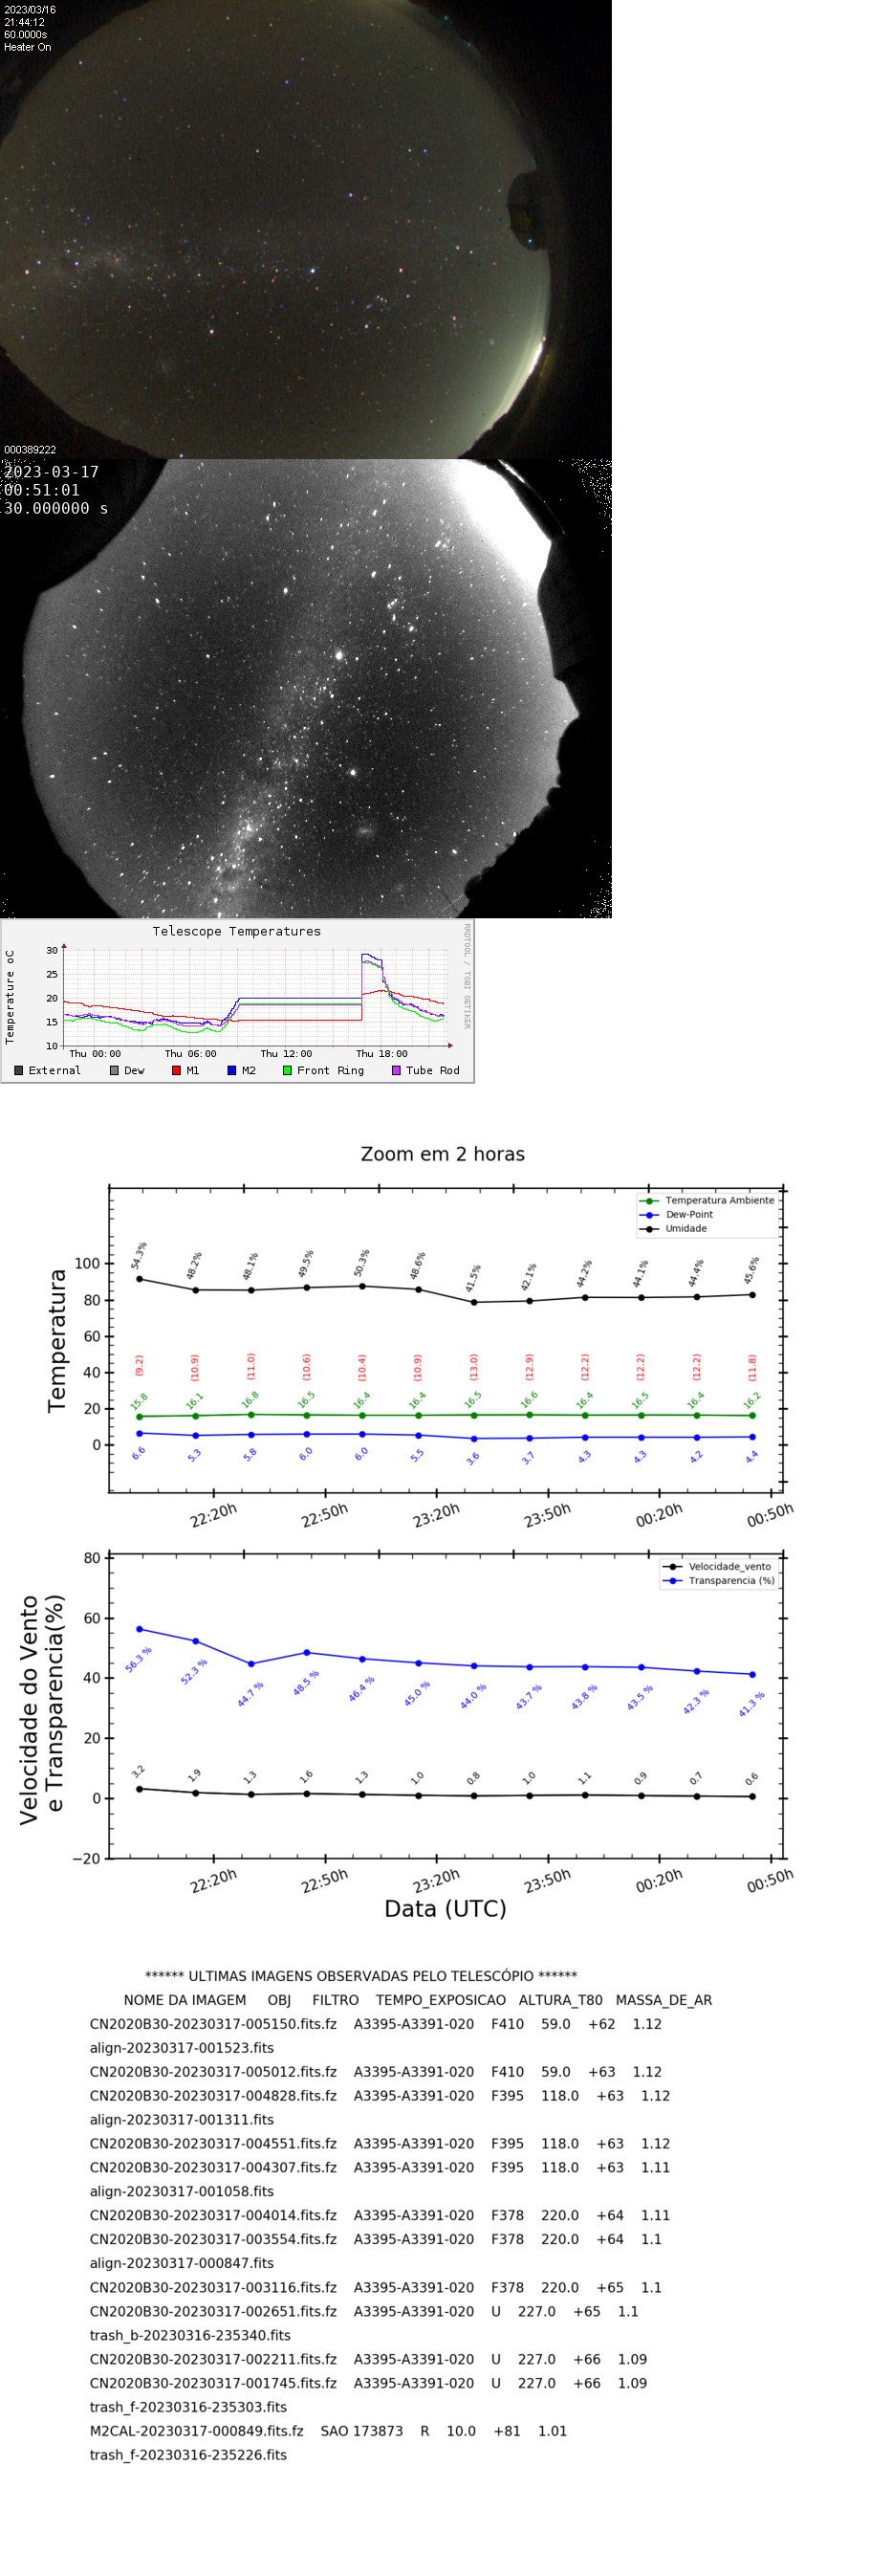 2023/03/16
21:44:12
60.0000s
Heater On
000389222
2023-03-17
00:51:01
30.000000 s
Telescope Temperatures
Temperature oC
30
25
20
15
10
Thu 00:00 Thu 06:00 Thu 12:00 Thu 18:00
External Dew M1 M2 Front Ring Tube Rod
RRDTOOL / TOBI OETIKER
Zoom em 2 horas
Temperatura Ambiente
Dew-Point
Umidade
Temperatura
100
80
60
40
20
0
54.3% 48.2% 48.1% 49.5% 50.3% 48.6% 41.5% 42.1% 44.2% 44.1% 44.4% 45.6%
(9.2) (10.9) (11.0) (10.6) (10.4) (10.9) (13.0) (12.9) (12.2) (12.2) (12.2) (11.8)
15.8 16.1 16.8 16.5 16.4 16.4 16.5 16.6 16.4 16.5 16.4 16.2
6.6 5.3 5.8 6.0 6.0 5.5 3.6 3.7 4.3 4.3 4.2 4.4
22:20h 22:50h 23:20h 23:50h 00:20h 00:50h
Velocidade_vento
Transparencia (%)
Velocidade do Vento
e Transparencia(%)
80
60
40
20
0
−20
56.3 % 52.3 % 44.7 % 48.5 % 46.4 % 45.0 % 44.0 % 43.7 % 43.8 % 43.5 % 42.3 % 41.3 %
3.2 1.9 1.3 1.6 1.3 1.0 0.8 1.0 1.1 0.9 0.7 0.6
22:20h 22:50h 23:20h 23:50h 00:20h 00:50h
Data (UTC)
****** ULTIMAS IMAGENS OBSERVADAS PELO TELESCÓPIO ******
NOME DA IMAGEM OBJ FILTRO TEMPO_EXPOSICAO ALTURA_T80 MASSA_DE_AR
CN2020B30-20230317-005150.fits.fz A3395-A3391-020 F410 59.0 +62 1.12
align-20230317-001523.fits
CN2020B30-20230317-005012.fits.fz A3395-A3391-020 F410 59.0 +63 1.12
CN2020B30-20230317-004828.fits.fz A3395-A3391-020 F395 118.0 +63 1.12
align-20230317-001311.fits
CN2020B30-20230317-004551.fits.fz A3395-A3391-020 F395 118.0 +63 1.12
CN2020B30-20230317-004307.fits.fz A3395-A3391-020 F395 118.0 +63 1.11
align-20230317-001058.fits
CN2020B30-20230317-004014.fits.fz A3395-A3391-020 F378 220.0 +64 1.11
CN2020B30-20230317-003554.fits.fz A3395-A3391-020 F378 220.0 +64 1.1
align-20230317-000847.fits
CN2020B30-20230317-003116.fits.fz A3395-A3391-020 F378 220.0 +65 1.1
CN2020B30-20230317-002651.fits.fz A3395-A3391-020 U 227.0 +65 1.1
trash_b-20230316-235340.fits
CN2020B30-20230317-002211.fits.fz A3395-A3391-020 U 227.0 +66 1.09
CN2020B30-20230317-001745.fits.fz A3395-A3391-020 U 227.0 +66 1.09
trash_f-20230316-235303.fits
M2CAL-20230317-000849.fits.fz SAO 173873 R 10.0 +81 1.01
trash_f-20230316-235226.fits